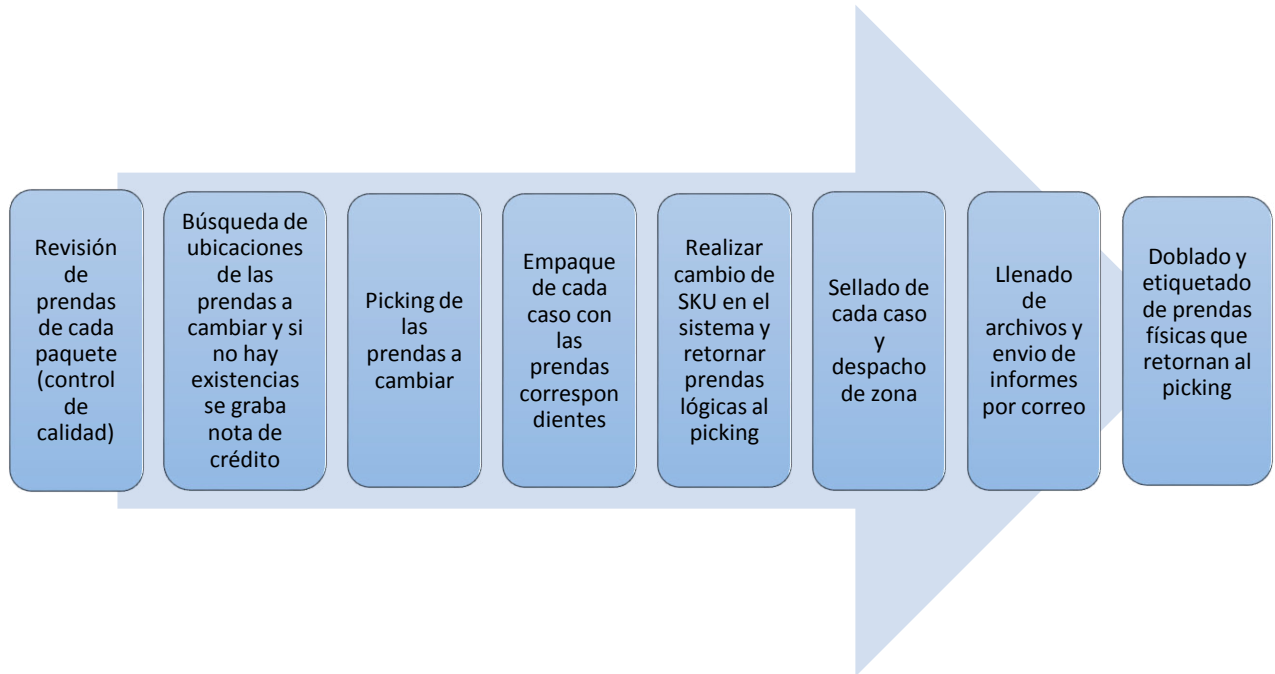 Revisión
de
prendas
de cada
paquete
(control
de
calidad)
Búsqueda de
ubicaciones
de las
prendas a
cambiar y si
no hay
existencias
se graba
nota de
crédito
Picking de
las
prendas a
cambiar
Empaque
de cada
caso con
las
prendas
correspon
dientes
Realizar
cambio de
SKU en el
sistema y
retornar
prendas
lógicas al
picking
Sellado de
cada caso
y
despacho
de zona
Llenado
de
archivos y
envio de
informes
por correo
Doblado y
etiquetado
de prendas
físicas que
retornan al
picking